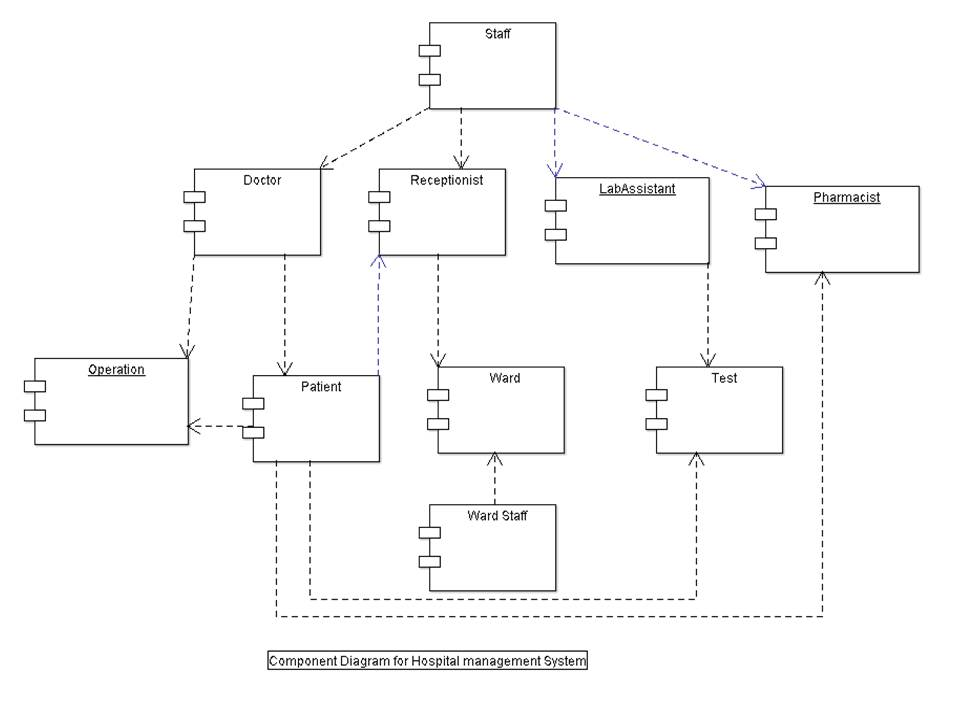 Staff
Doctor
Receptionist
LabAssistant
Pharmacist
Operation
Patient
Ward
Test
Ward Staff
Component Diagram for Hospital management System